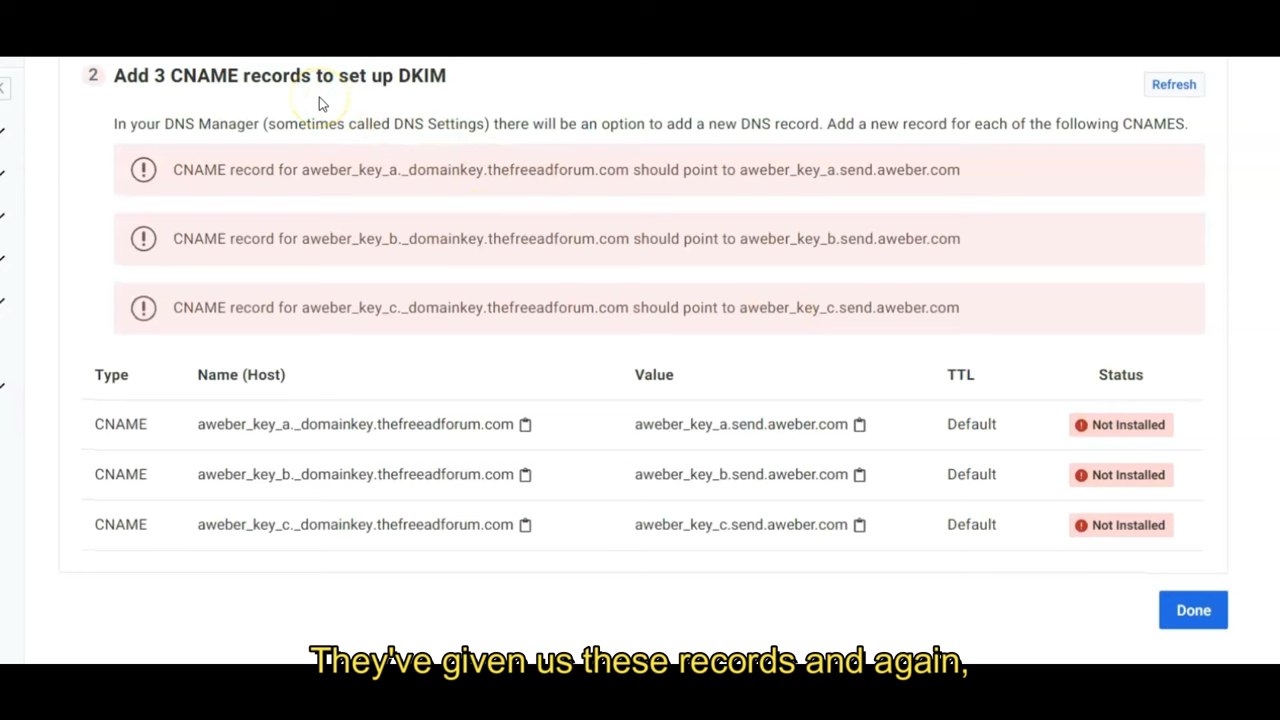 2 Add 3 CNAME records to set up DKIM
Refresh
In your DNS Manager (sometimes called DNS Settings) there will be an option to add a new DNS record. Add a new record for each of the following CNAMES.
CNAME record for aweber_key_a._domainkey.thefreeadforum.com should point to aweber_key_a.send.aweber.com
CNAME record for aweber_key_b._domainkey.thefreeadforum.com should point to aweber_key_b.send.aweber.com
CNAME record for aweber_key_c._domainkey.thefreeadforum.com should point to aweber_key_c.send.aweber.com
Type Name (Host) Value TTL Status
CNAME aweber_key_a._domainkey.thefreeadforum.com aweber_key_a.send.aweber.com Default Not Installed
CNAME aweber_key_b._domainkey.thefreeadforum.com aweber_key_b.send.aweber.com Default Not Installed
CNAME aweber_key_c._domainkey.thefreeadforum.com aweber_key_c.send.aweber.com Default Not Installed
Done
They've given us these records and again,